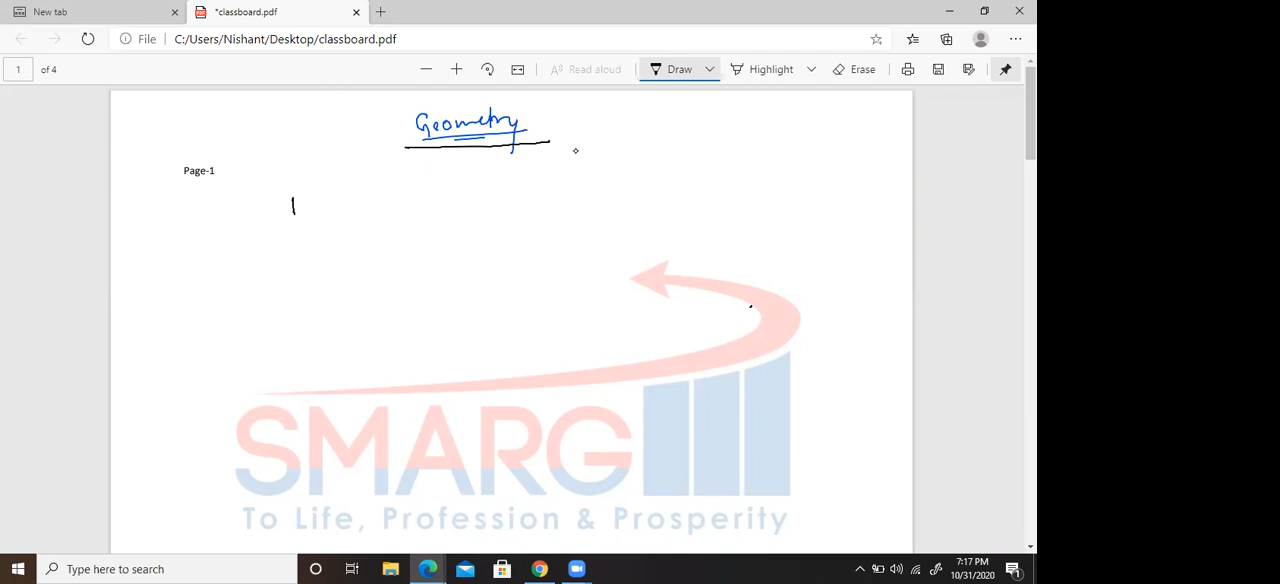 New tab
*classboard.pdf
File
C:/Users/Nishant/Desktop/classboard.pdf
1 of 4
Read aloud
Draw
Highlight
Erase
Geometry
Page-1
SMARG
To Life, Profession & Prosperity
Type here to search
7:17 PM
10/31/2020
1